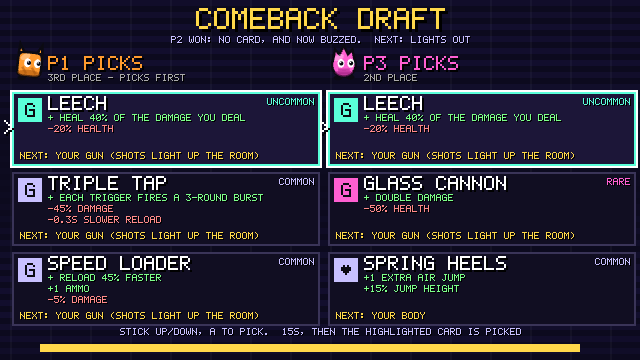 COMEBACK DRAFT
P2 WON: NO CARD, AND NOW BUZZED.  NEXT: LIGHTS OUT
P1 PICKS
3RD PLACE - PICKS FIRST
G LEECH UNCOMMON
+ HEAL 40% OF THE DAMAGE YOU DEAL
-20% HEALTH
NEXT: YOUR GUN (SHOTS LIGHT UP THE ROOM)
G TRIPLE TAP COMMON
+ EACH TRIGGER FIRES A 3-ROUND BURST
-45% DAMAGE
-0.3S SLOWER RELOAD
NEXT: YOUR GUN (SHOTS LIGHT UP THE ROOM)
G SPEED LOADER COMMON
+ RELOAD 45% FASTER
+1 AMMO
-5% DAMAGE
NEXT: YOUR GUN (SHOTS LIGHT UP THE ROOM)
P3 PICKS
2ND PLACE
G LEECH UNCOMMON
+ HEAL 40% OF THE DAMAGE YOU DEAL
-20% HEALTH
NEXT: YOUR GUN (SHOTS LIGHT UP THE ROOM)
G GLASS CANNON RARE
+ DOUBLE DAMAGE
-50% HEALTH
NEXT: YOUR GUN (SHOTS LIGHT UP THE ROOM)
SPRING HEELS COMMON
+1 EXTRA AIR JUMP
+15% JUMP HEIGHT
NEXT: YOUR BODY
STICK UP/DOWN, A TO PICK.  15S, THEN THE HIGHLIGHTED CARD IS PICKED